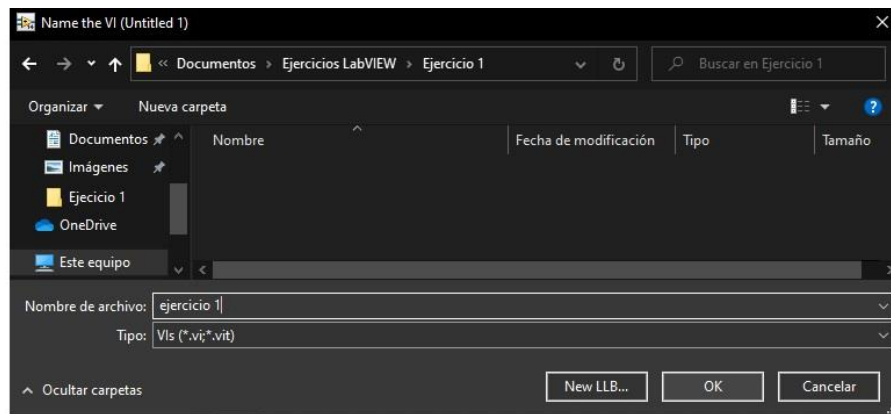 Name the VI (Untitled 1)
« Documentos › Ejercicios LabVIEW › Ejercicio 1
Buscar en Ejercicio 1
Organizar
Nueva carpeta
Nombre
Fecha de modificación
Tipo
Tamaño
Documentos
Imágenes
Ejecicio 1
OneDrive
Este equipo
Nombre de archivo: ejercicio 1
Tipo: VIs (*.vi;*.vit)
Ocultar carpetas
New LLB...
OK
Cancelar